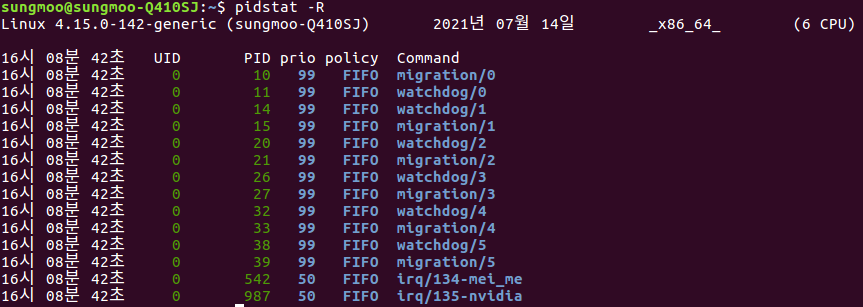 sungmoo@sungmoo-Q410SJ:~$ pidstat -R
Linux 4.15.0-142-generic (sungmoo-Q410SJ) 2021년 07월 14일 _x86_64_ (6 CPU)
16시 08분 42초 UID PID prio policy Command
16시 08분 42초 0 10 99 FIFO migration/0
16시 08분 42초 0 11 99 FIFO watchdog/0
16시 08분 42초 0 14 99 FIFO watchdog/1
16시 08분 42초 0 15 99 FIFO migration/1
16시 08분 42초 0 20 99 FIFO watchdog/2
16시 08분 42초 0 21 99 FIFO migration/2
16시 08분 42초 0 26 99 FIFO watchdog/3
16시 08분 42초 0 27 99 FIFO migration/3
16시 08분 42초 0 32 99 FIFO watchdog/4
16시 08분 42초 0 33 99 FIFO migration/4
16시 08분 42초 0 38 99 FIFO watchdog/5
16시 08분 42초 0 39 99 FIFO migration/5
16시 08분 42초 0 542 50 FIFO irq/134-mei_me
16시 08분 42초 0 987 50 FIFO irq/135-nvidia